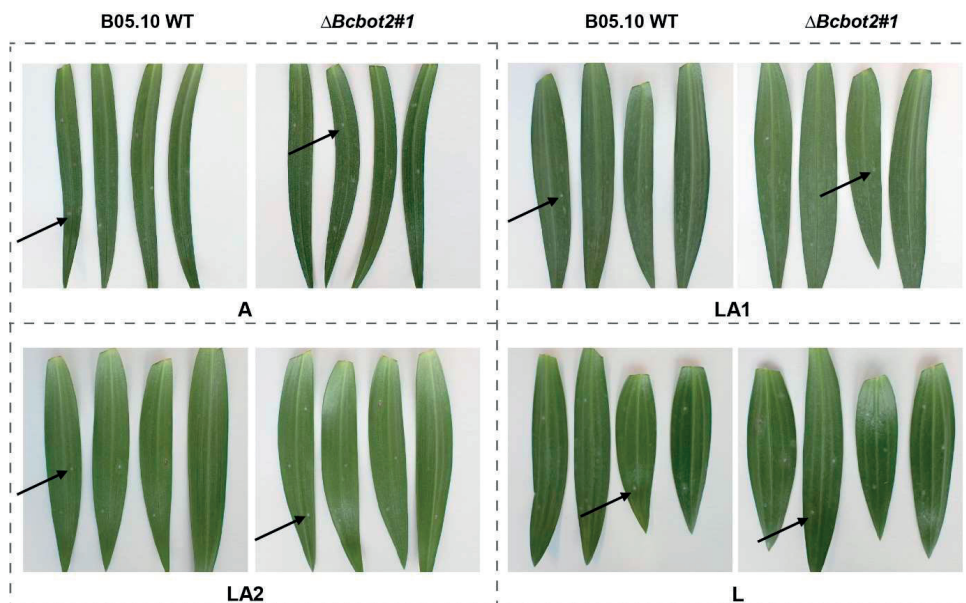 B05.10 WT
ΔBcbot2#1
B05.10 WT
ΔBcbot2#1
A
LA1
LA2
L